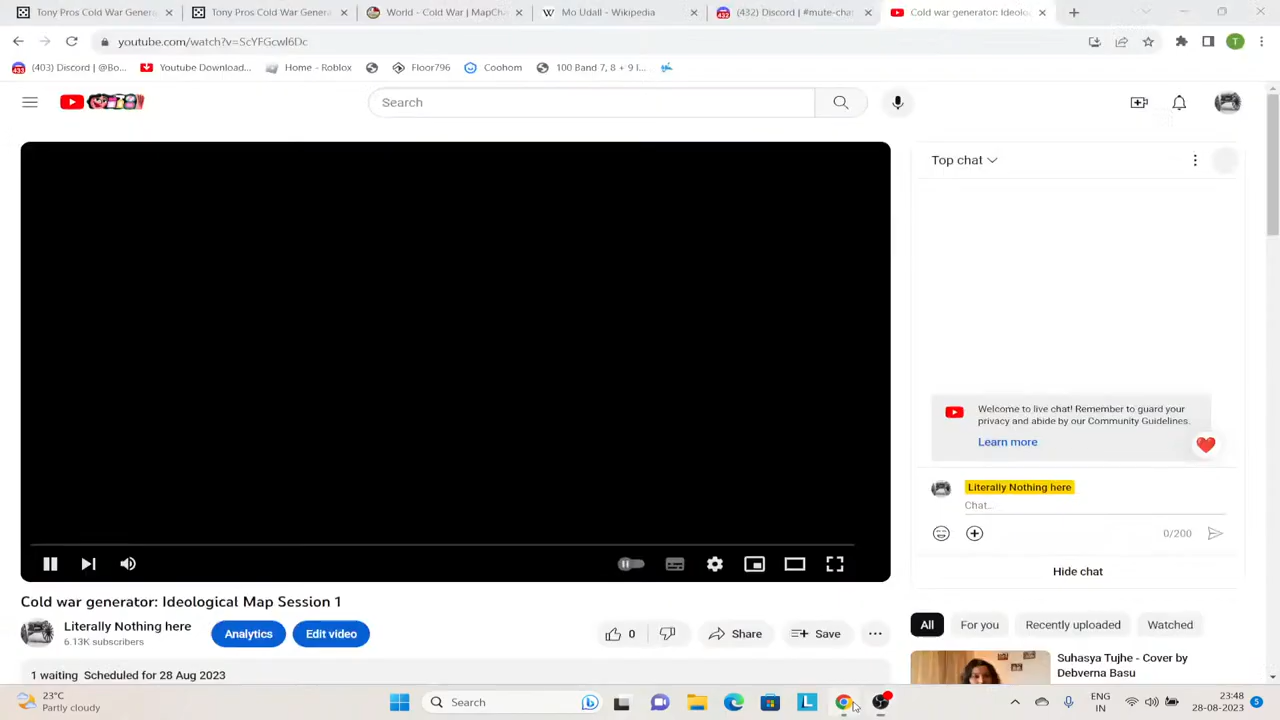 Tony Pros Cold War Generato
Tony Pros Cold War Genera
World - Cold War | MapCha
Mo Udall - Wikipedia
(432) Discord | #mute-chat
Cold war generator: Ideolo
youtube.com/watch?v=ScYFGcwl6Dc
(403) Discord | @Bo...
Youtube Download...
Home - Roblox
Floor796
Coohom
100 Band 7, 8 + 9 I...
Search
Top chat
Welcome to live chat! Remember to guard your
privacy and abide by our Community Guidelines.
Learn more
Literally Nothing here
Chat...
0/200
Hide chat
Cold war generator: Ideological Map Session 1
Literally Nothing here
6.13K subscribers
Analytics
Edit video
0
Share
Save
1 waiting Scheduled for 28 Aug 2023
All
For you
Recently uploaded
Watched
Suhasya Tujhe - Cover by
Debverna Basu
23°C
Partly cloudy
Search
ENG
IN
23:48
28-08-2023
5